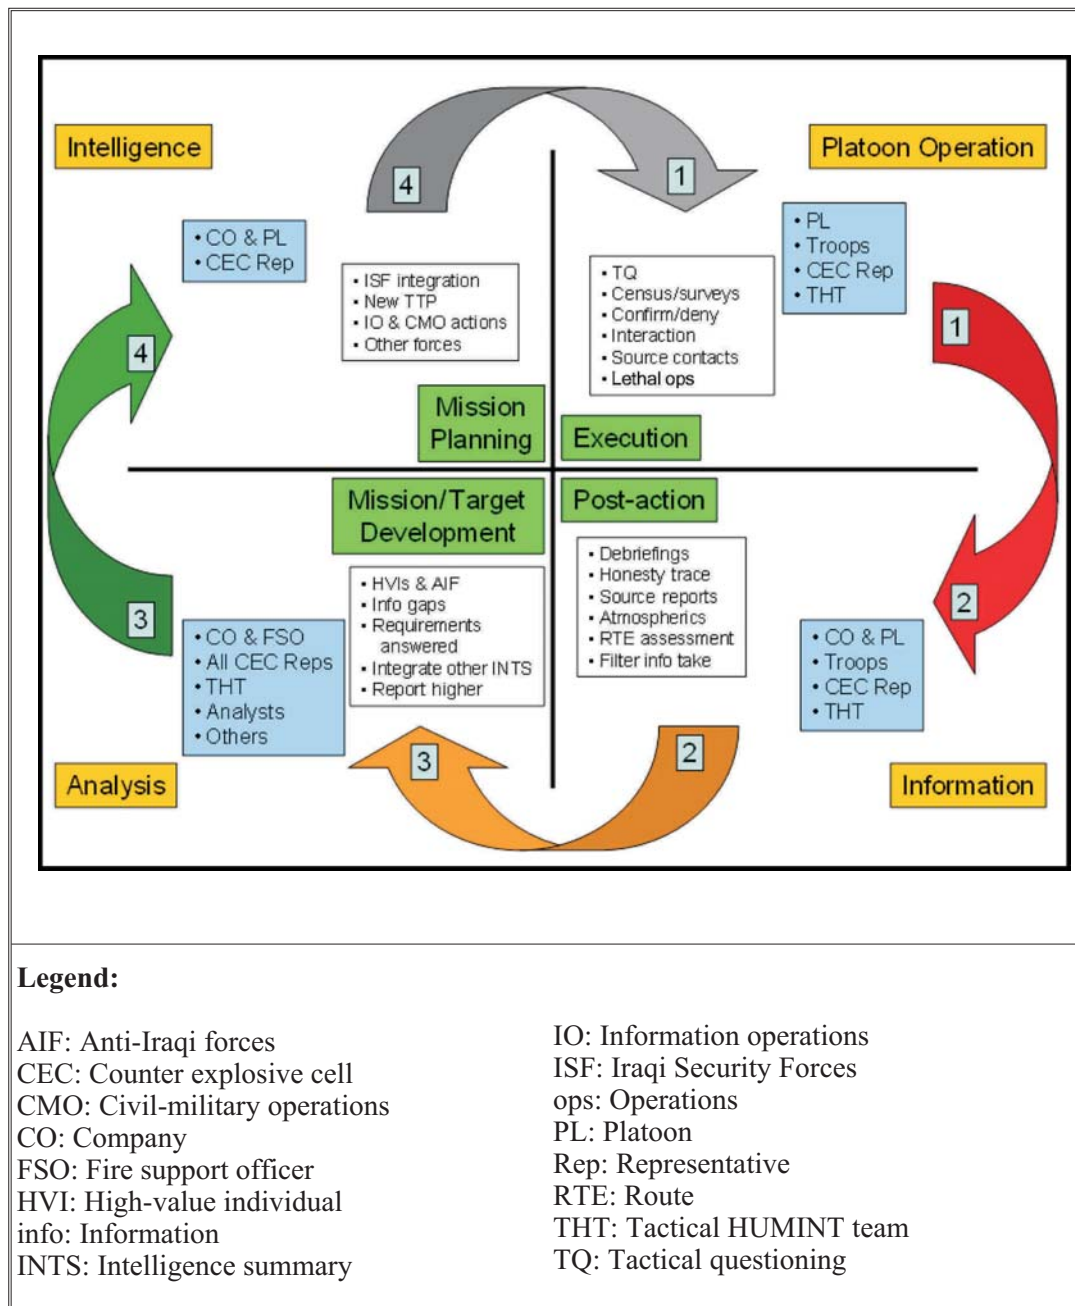 Intelligence
4
1
Platoon Operation
• CO & PL
• CEC Rep
• ISF integration
• New TTP
• IO & CMO actions
• Other forces
• TQ
• Census/surveys
• Confirm/deny
• Interaction
• Source contacts
• Lethal ops
• PL
• Troops
• CEC Rep
• THT
4
1
Mission
Planning
Execution
Mission/Target
Development
Post-action
3
• CO & FSO
• All CEC Reps
• THT
• Analysts
• Others
• HVIs & AIF
• Info gaps
• Requirements
answered
• Integrate other INTS
• Report higher
• Debriefings
• Honesty trace
• Source reports
• Atmospherics
• RTE assessment
• Filter info take
2
• CO & PL
• Troops
• CEC Rep
• THT
Analysis
3
2
Information
Legend:
AIF: Anti-Iraqi forces
CEC: Counter explosive cell
CMO: Civil-military operations
CO: Company
FSO: Fire support officer
HVI: High-value individual
info: Information
INTS: Intelligence summary
IO: Information operations
ISF: Iraqi Security Forces
ops: Operations
PL: Platoon
Rep: Representative
RTE: Route
THT: Tactical HUMINT team
TQ: Tactical questioning